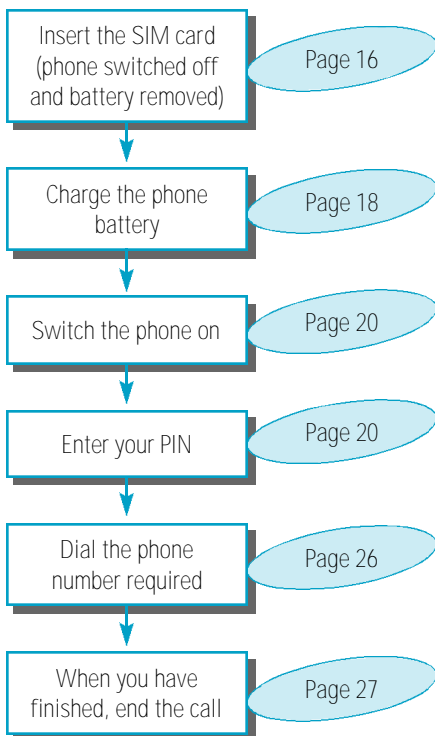 Insert the SIM card
(phone switched off
and battery removed)
Page 16
Charge the phone
battery
Page 18
Switch the phone on
Page 20
Enter your PIN
Page 20
Dial the phone
number required
Page 26
When you have
finished, end the call
Page 27